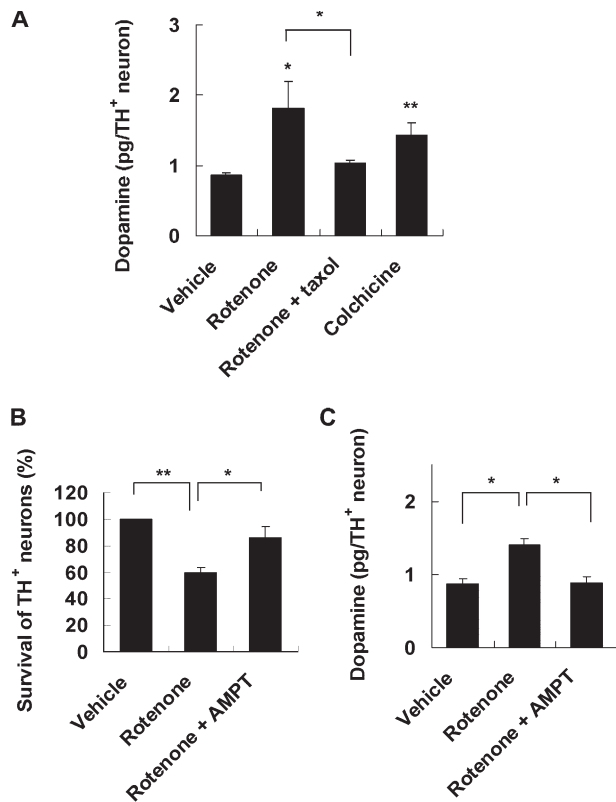 A
Dopamine (pg/TH+ neuron)
3
2
1
0
*
*
**
Vehicle
Rotenone
Rotenone + taxol
Colchicine
B
Survival of TH+ neurons (%)
120
100
80
60
40
20
0
**
*
Vehicle
Rotenone
Rotenone + AMPT
C
Dopamine (pg/TH+ neuron)
2
1
0
*
*
Vehicle
Rotenone
Rotenone + AMPT